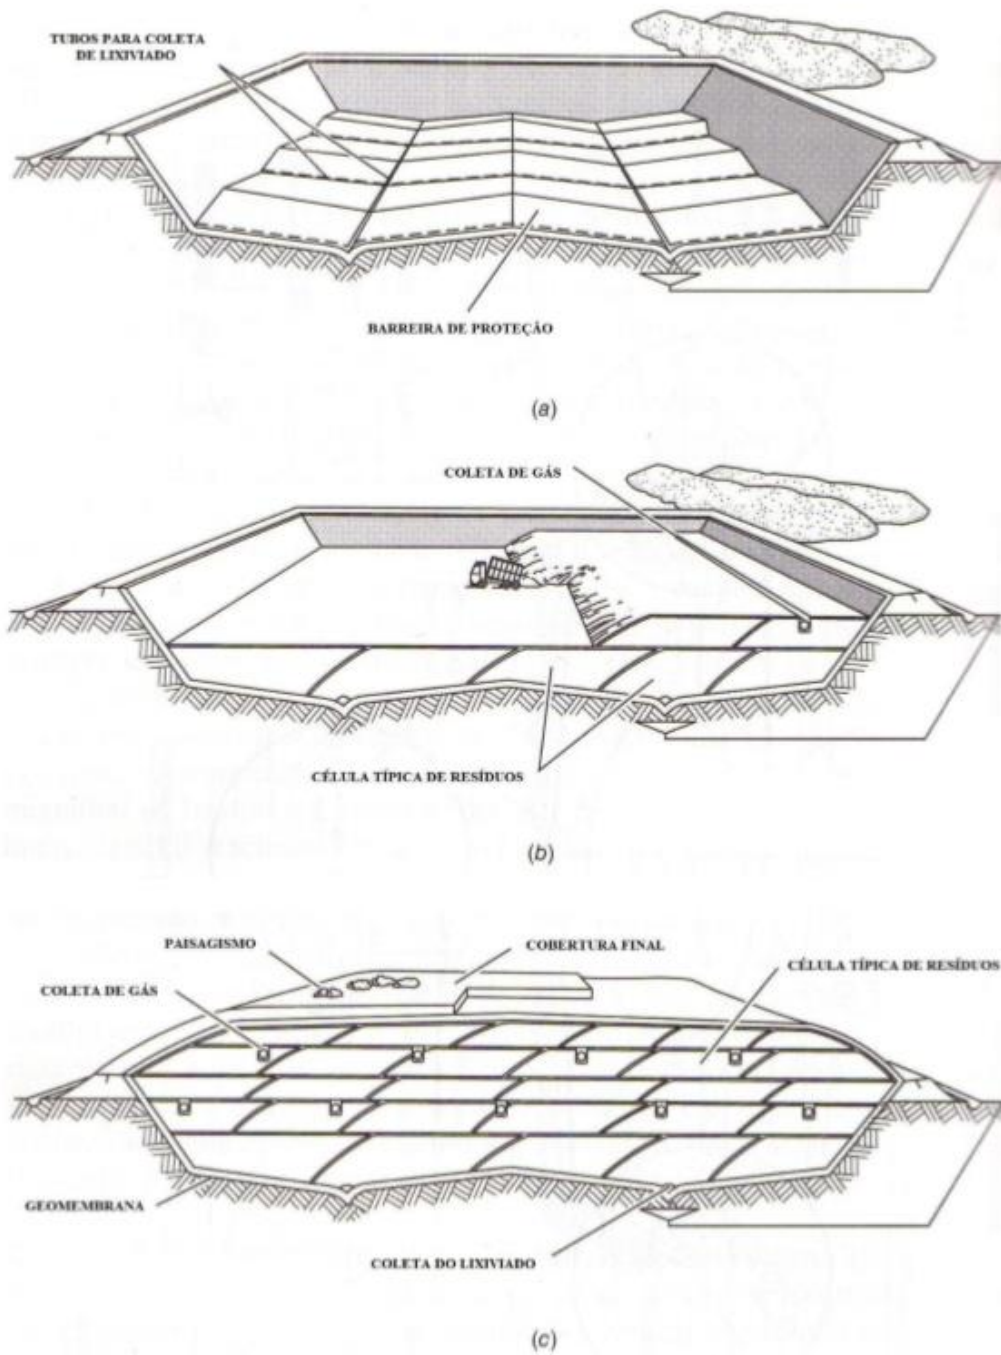 TUBOS PARA COLETA
DE LIXIVIADO
BARREIRA DE PROTEÇÃO
(a)
COLETA DE GÁS
CÉLULA TÍPICA DE RESÍDUOS
(b)
PAISAGISMO
COBERTURA FINAL
CÉLULA TÍPICA DE RESÍDUOS
COLETA DE GÁS
GEOMEMBRANA
COLETA DO LIXIVIADO
(c)